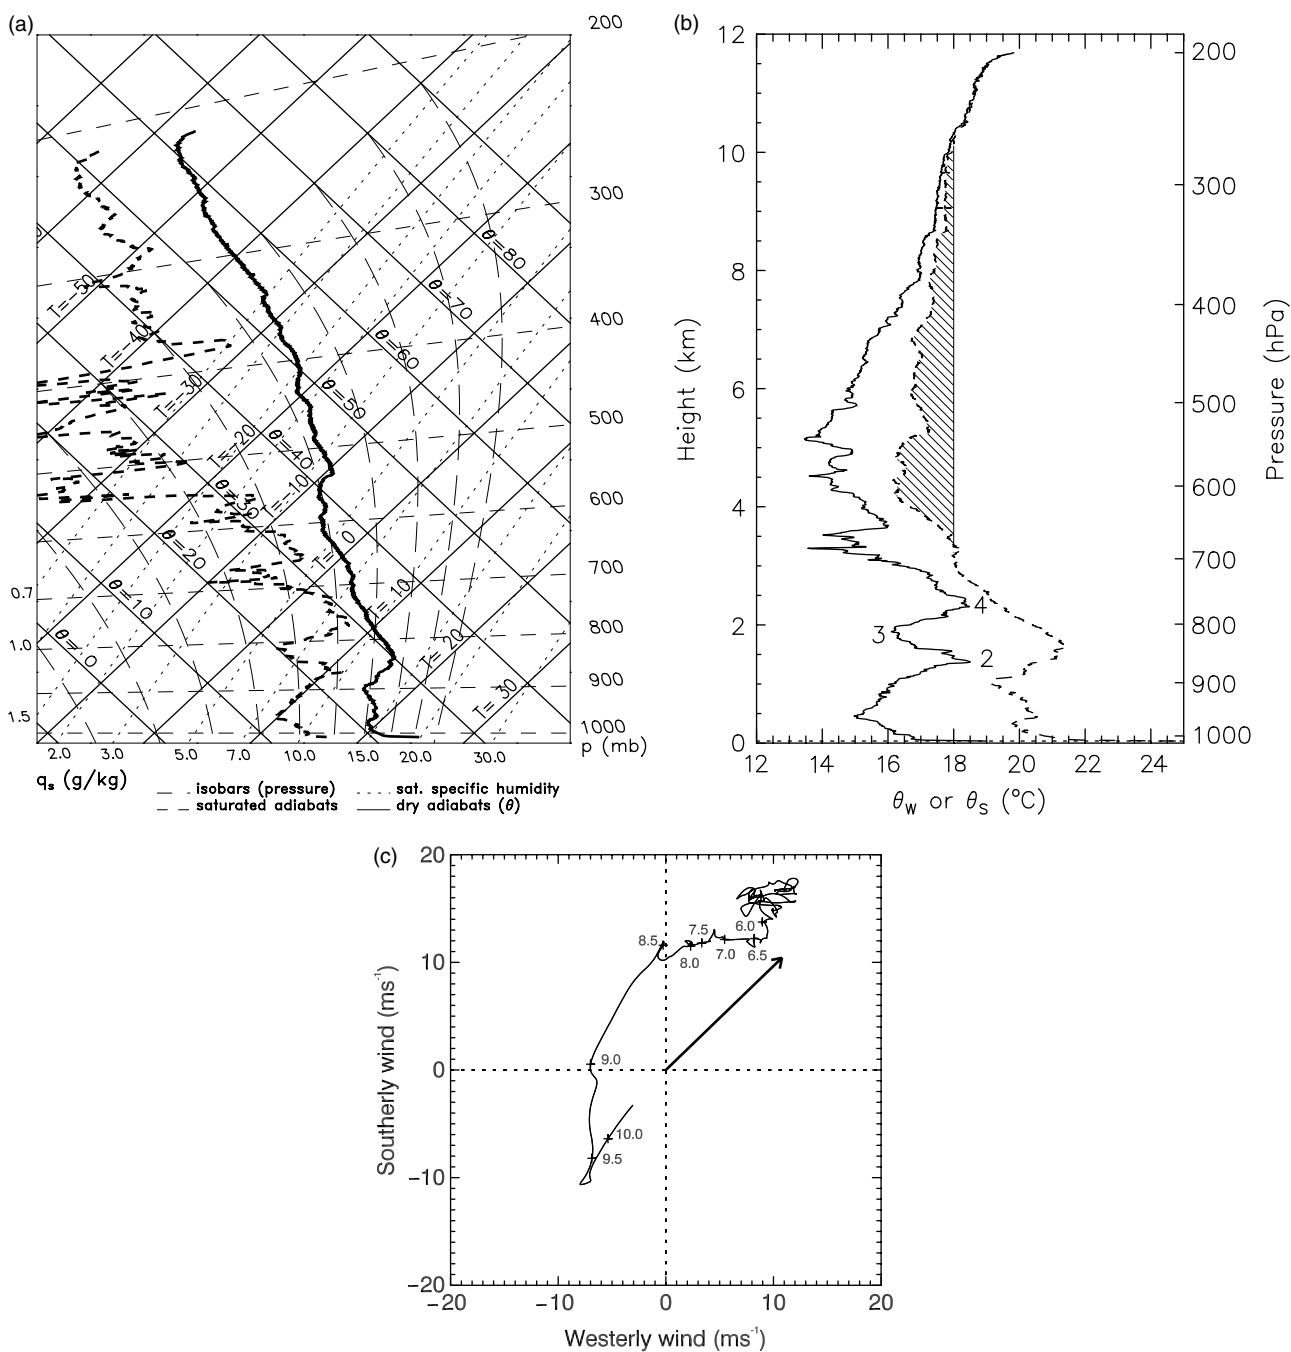 (a)
200
300
400
500
600
700
800
900
1000
p (mb)
θ=80
θ=70
θ=60
θ=50
θ=40
θ=30
θ=20
θ=10
θ=0
T=-50
T=-40
T=-30
T=-20
T=-10
T=0
T=10
T=20
T=30
0.7
1.0
1.5
2.0 3.0 5.0 7.0 10.0 15.0 20.0 30.0
qs (g/kg)
isobars (pressure) sat. specific humidity
saturated adiabats dry adiabats (θ)
(b)
12
10
8
6
4
2
0
Height (km)
200
300
400
500
600
700
800
900
1000
Pressure (hPa)
4
3
2
12 14 16 18 20 22 24
θW or θS (°C)
(c)
20
10
0
−10
−20
Southerly wind (ms-1)
6.0
7.5
8.5
8.0
7.0
6.5
9.0
10.0
9.5
−20 −10 0 10 20
Westerly wind (ms-1)